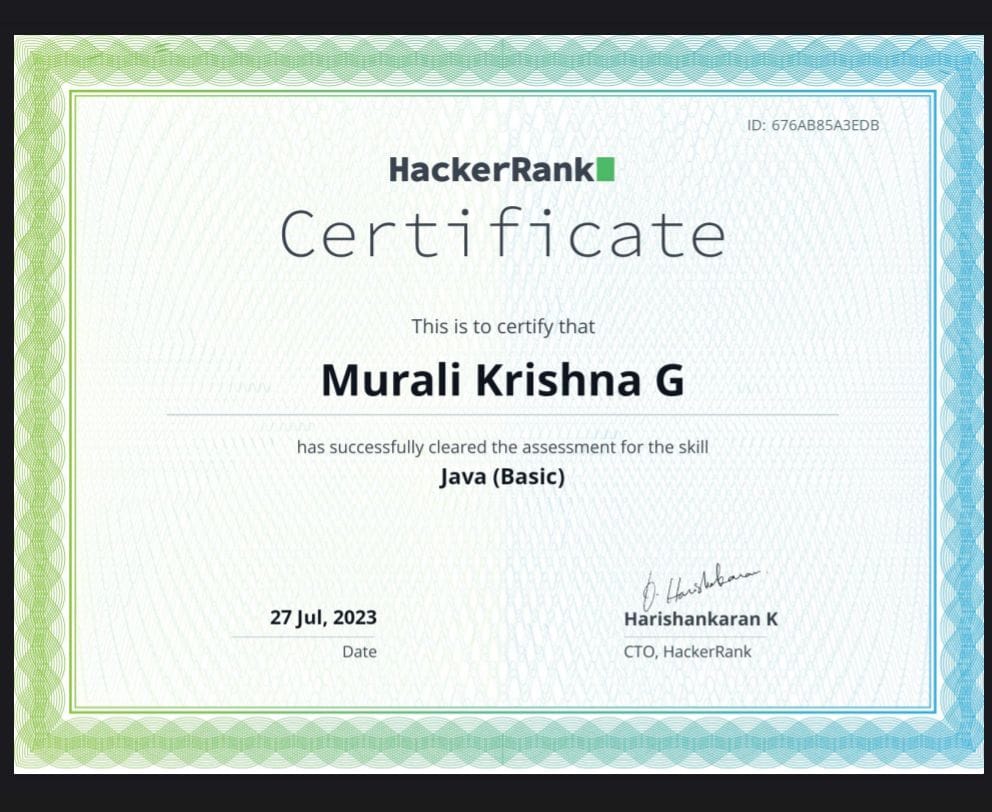 ID: 676AB85A3EDB
HackerRank
Certificate
This is to certify that
Murali Krishna G
has successfully cleared the assessment for the skill
Java (Basic)
27 Jul, 2023
Date
Harishankaran K
CTO, HackerRank